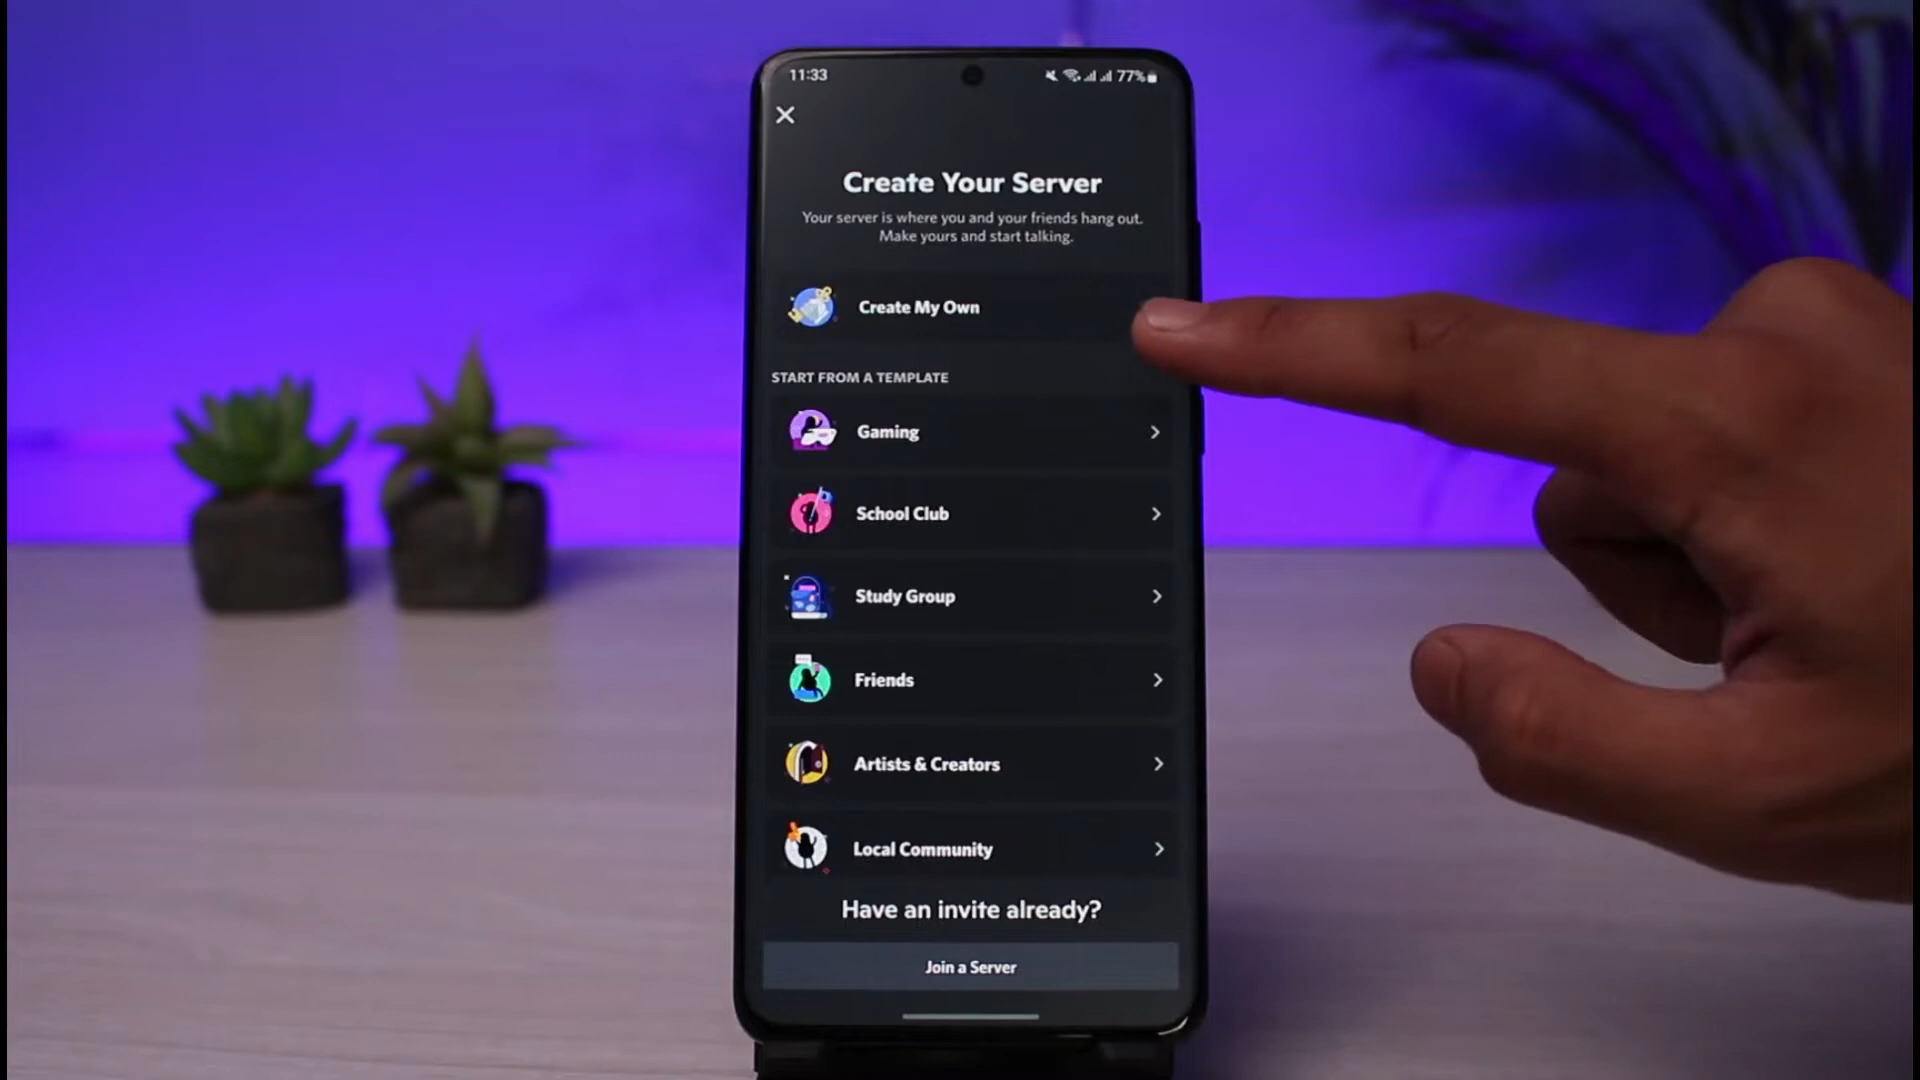 11:33
77%
Create Your Server
Your server is where you and your friends hang out.
Make yours and start talking.
Create My Own
START FROM A TEMPLATE
Gaming
School Club
Study Group
Friends
Artists & Creators
Local Community
Have an invite already?
Join a Server